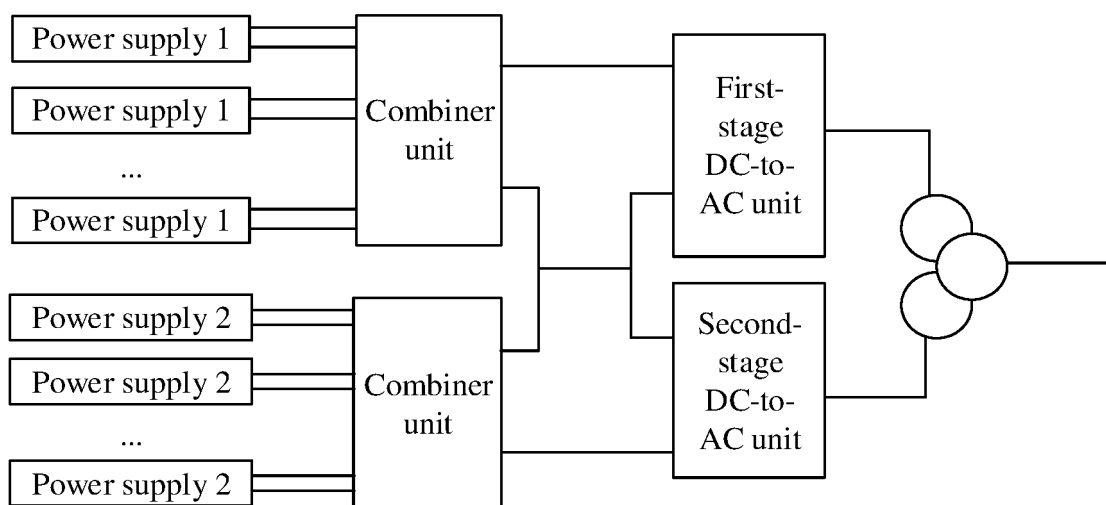 Power supply 1
Power supply 1
...
Power supply 1
Combiner
unit
First-
stage
DC-to-
AC unit
Power supply 2
Power supply 2
...
Power supply 2
Combiner
unit
Second-
stage
DC-to-
AC unit